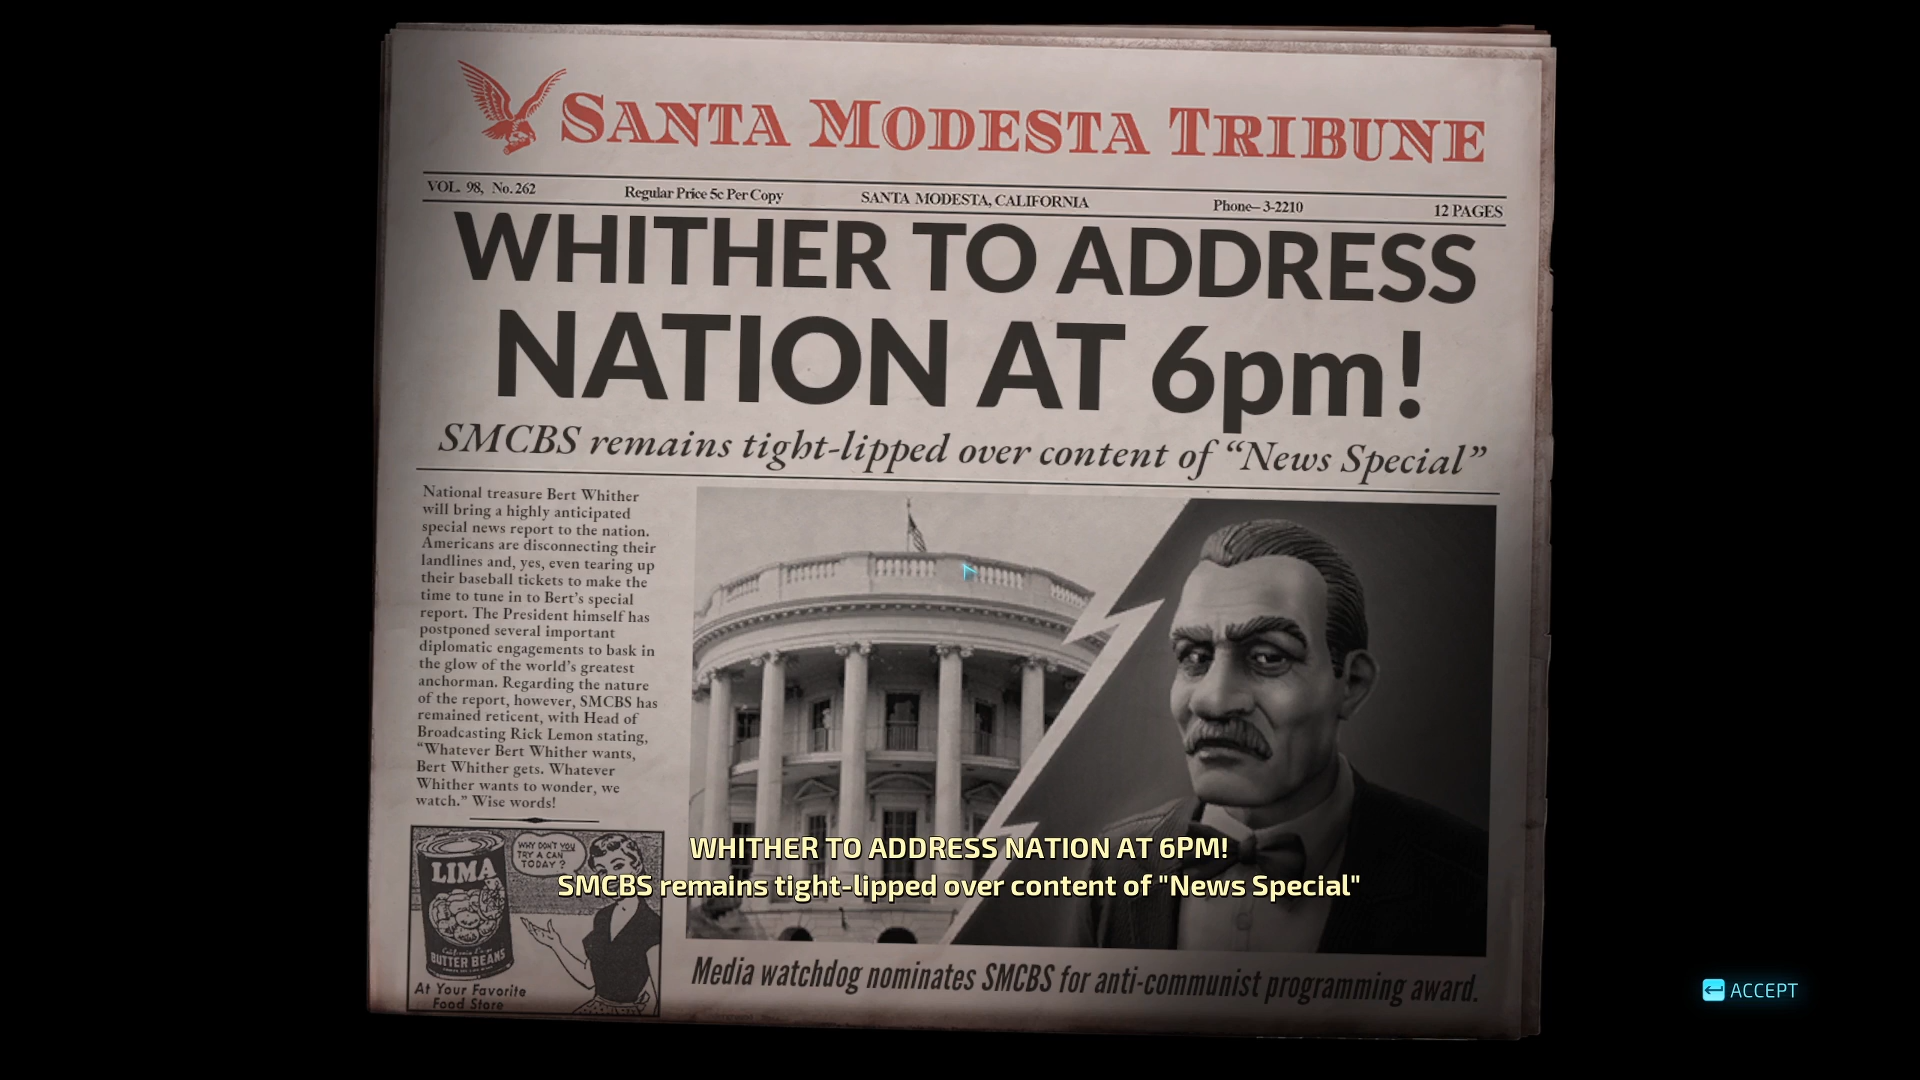 SANTA MODESTA TRIBUNE
VOL. 98, No. 262
Regular Price 5c Per Copy
SANTA MODESTA, CALIFORNIA
Phone– 3-2210
12 PAGES
WHITHER TO ADDRESS
NATION AT 6pm!
SMCBS remains tight-lipped over content of “News Special”
National treasure Bert Whither
will bring a highly anticipated
special news report to the nation.
Americans are disconnecting their
landlines and, yes, even tearing up
their baseball tickets to make the
time to tune in to Bert’s special
report. The President himself has
postponed several important
diplomatic engagements to bask in
the glow of the world’s greatest
anchorman. Regarding the nature
of the report, however, SMCBS has
remained reticent, with Head of
Broadcasting Rick Lemon stating,
“Whatever Bert Whither wants,
Bert Whither gets. Whatever
Whither wants to wonder, we
watch.” Wise words!
WHY DON'T YOU
TRY A CAN
TODAY?
LIMA
BUTTER BEANS
At Your Favorite
Food Store
WHITHER TO ADDRESS NATION AT 6PM!
SMCBS remains tight-lipped over content of "News Special"
Media watchdog nominates SMCBS for anti-communist programming award.
ACCEPT